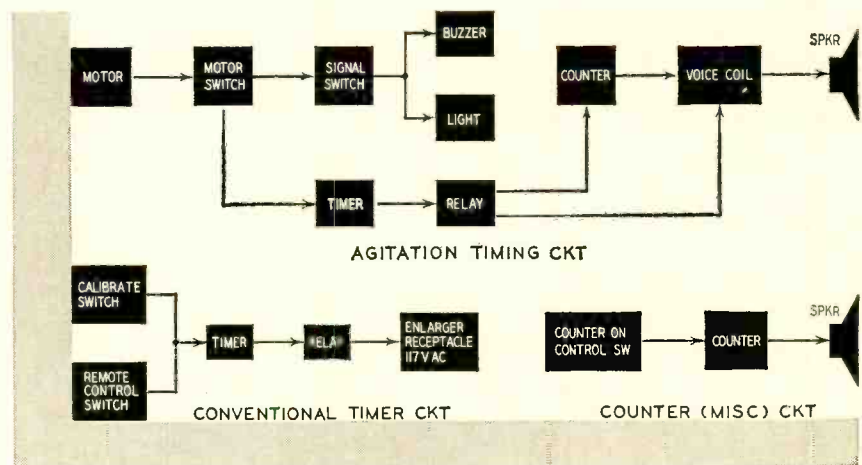 MOTOR
MOTOR
SWITCH
SIGNAL
SWITCH
BUZZER
LIGHT
COUNTER
VOICE COIL
SPKR
TIMER
RELAY
AGITATION TIMING CKT
CALIBRATE
SWITCH
REMOTE
CONTROL
SWITCH
TIMER
RELAY
ENLARGER
RECEPTACLE
117 V AC
CONVENTIONAL TIMER CKT
COUNTER ON
CONTROL SW
COUNTER
SPKR
COUNTER (MISC) CKT